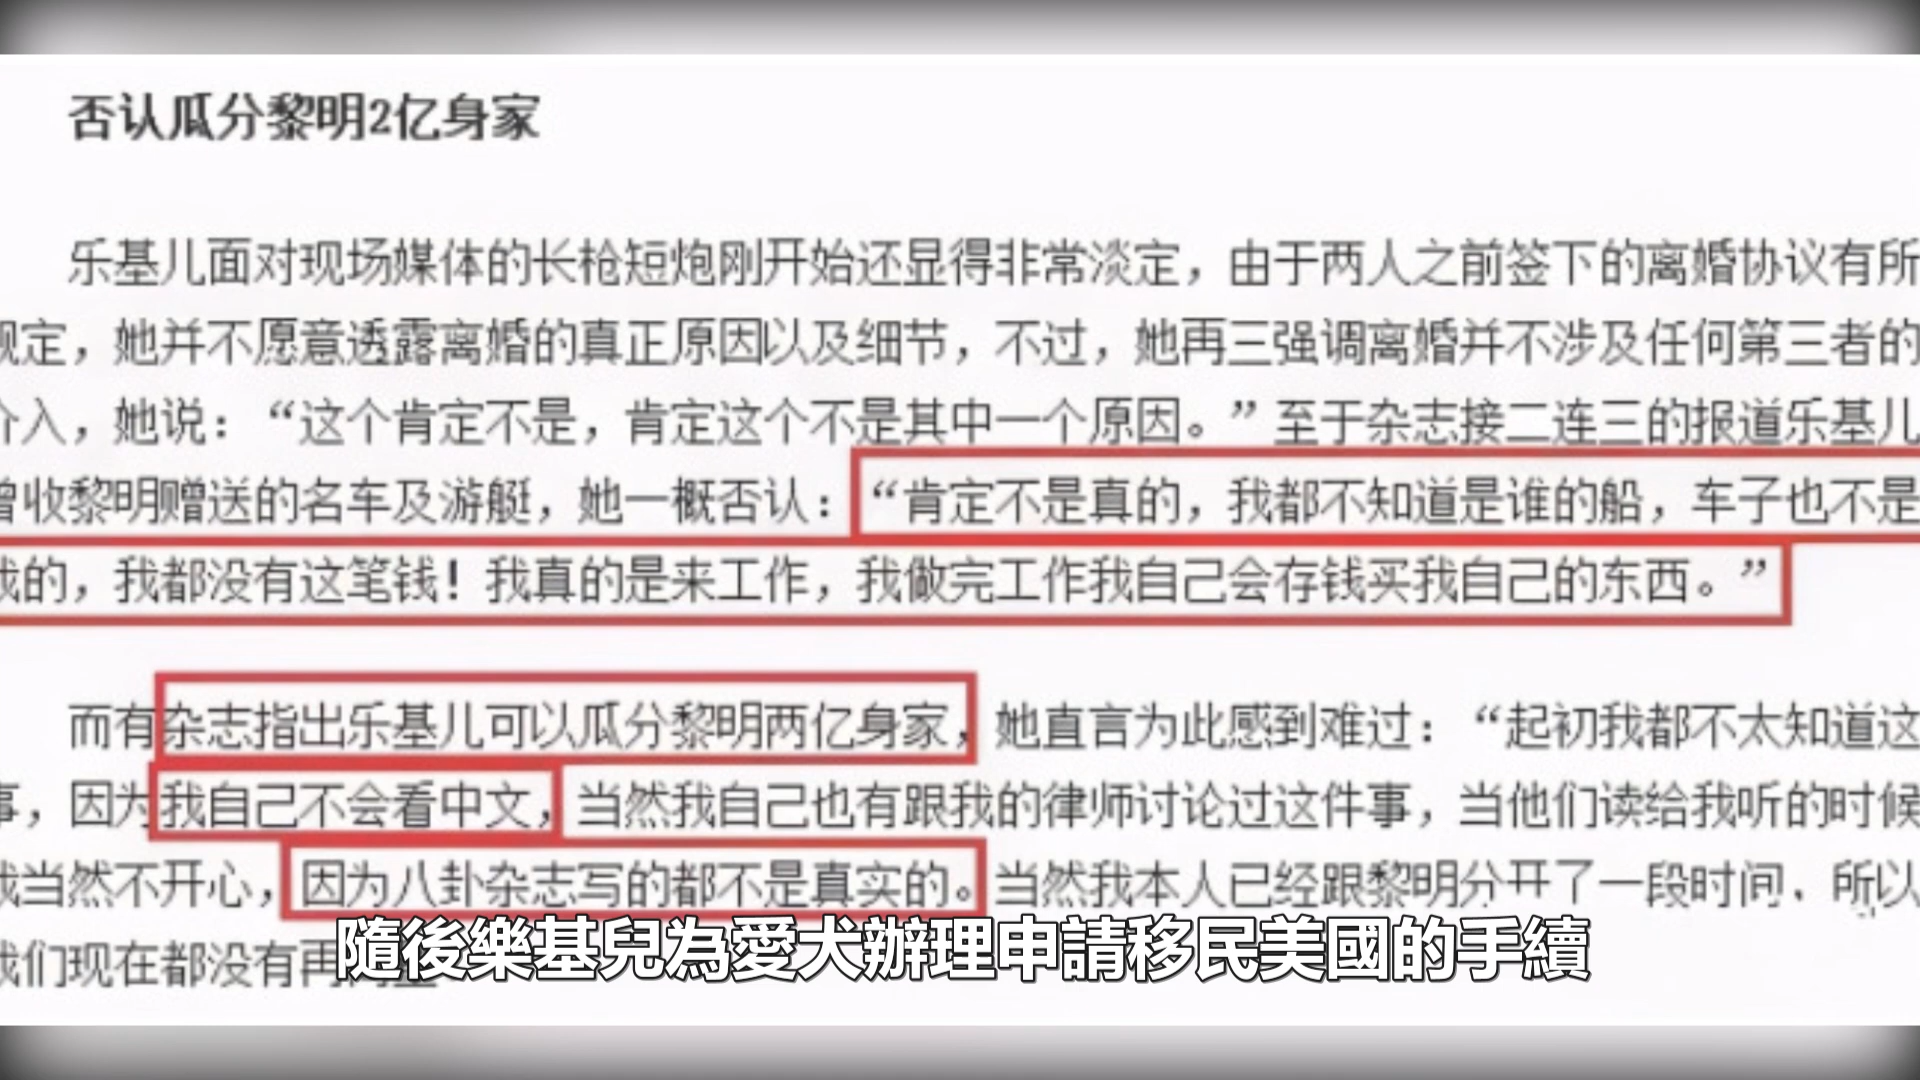 否认瓜分黎明2亿身家
乐基儿面对现场媒体的长枪短炮刚开始还显得非常淡定，由于两人之前签下的离婚协议有所
规定，她并不愿意透露离婚的真正原因以及细节，不过，她再三强调离婚并不涉及任何第三者的
介入，她说：“这个肯定不是，肯定这个不是其中一个原因。”至于杂志接二连三的报道乐基儿
曾收黎明赠送的名车及游艇，她一概否认：“肯定不是真的，我都不知道是谁的船，车子也不是
我的，我都没有这笔钱！我真的是来工作，我做完工作我自己会存钱买我自己的东西。”
而有杂志指出乐基儿可以瓜分黎明两亿身家，她直言为此感到难过：“起初我都不太知道这
事，因为我自己不会看中文，当然我自己也有跟我的律师讨论过这件事，当他们读给我听的时候
我当然不开心，因为八卦杂志写的都不是真实的。当然我本人已经跟黎明分开了一段时间，所以
我们现在都没有再
隨後樂基兒為愛犬辦理申請移民美國的手續